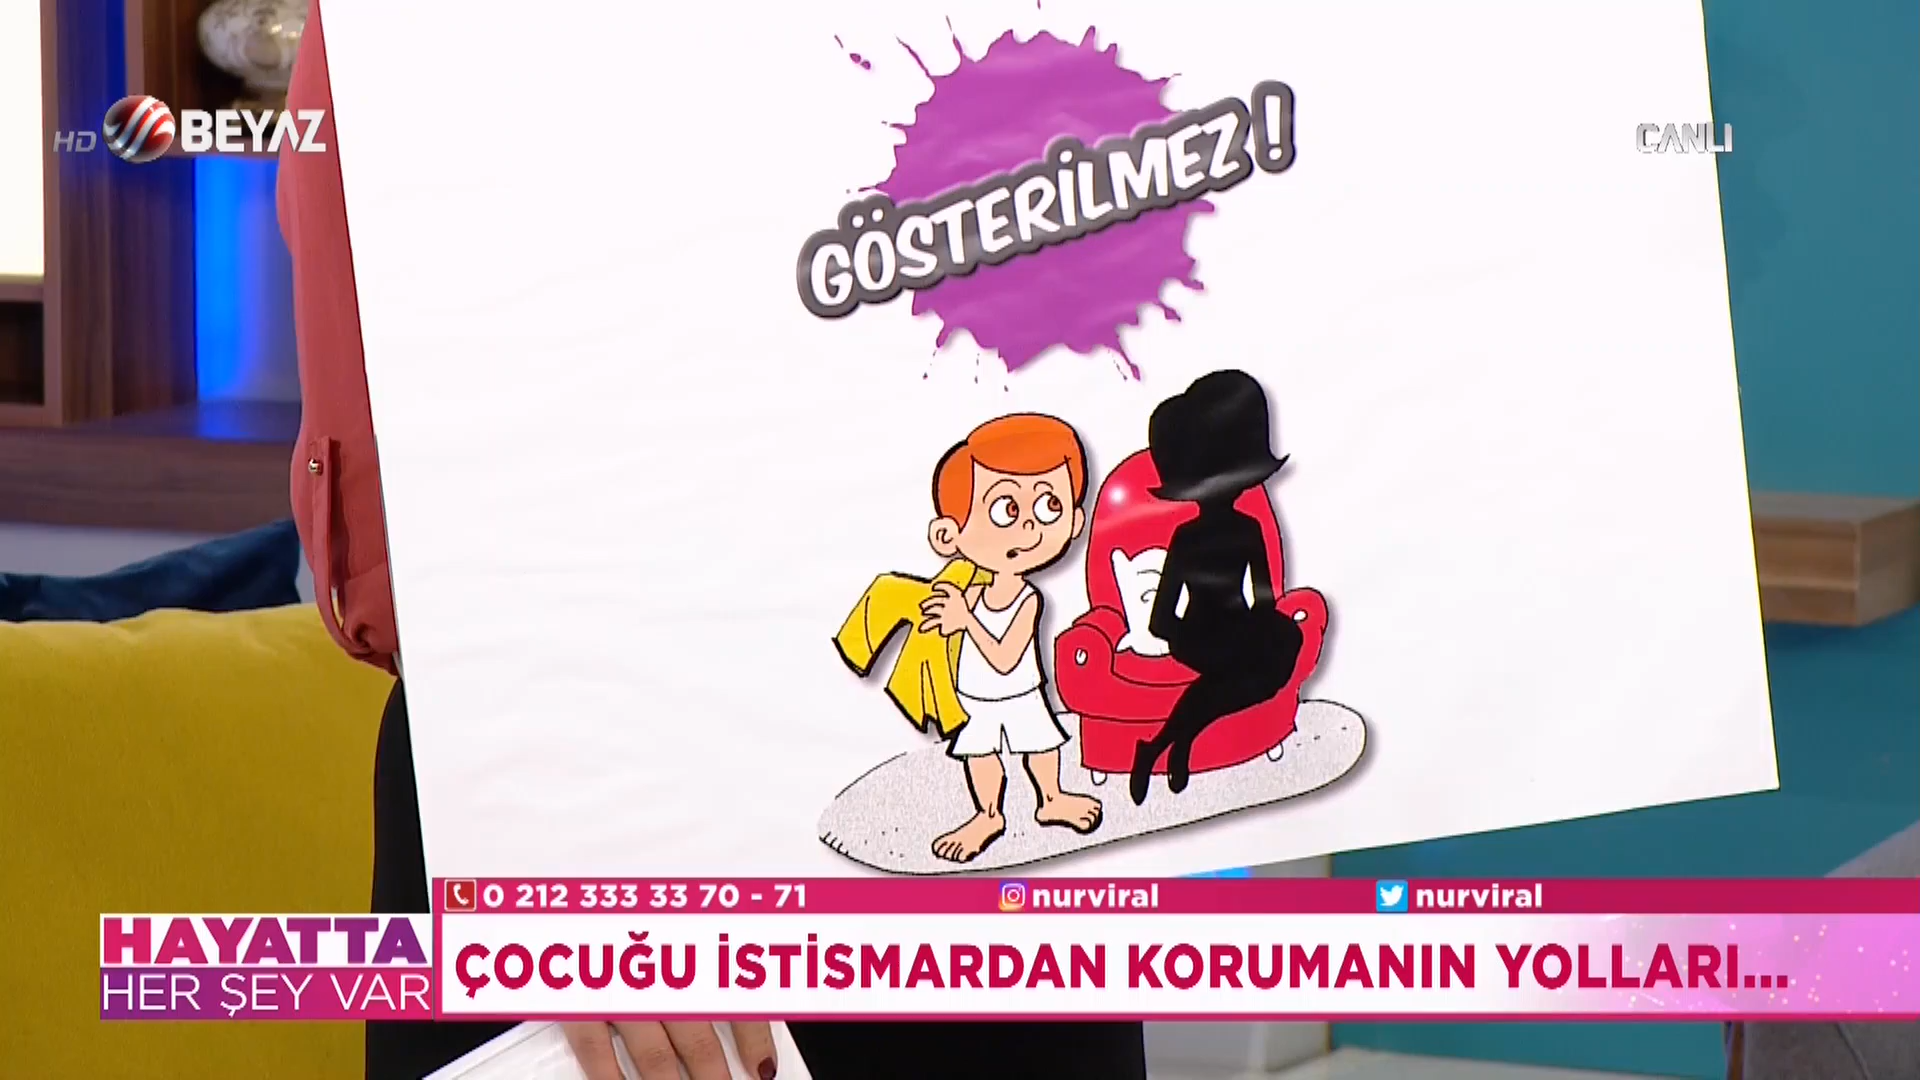 HD BEYAZ
CANLI
GÖSTERİLMEZ!
0 212 333 33 70 - 71
nurviral
nurviral
HAYATTA
HER ŞEY VAR
ÇOCUĞU İSTİSMARDAN KORUMANIN YOLLARI...